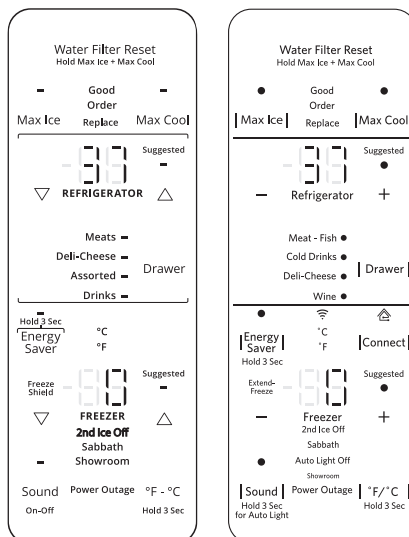 Water Filter Reset
Hold Max Ice + Max Cool
Good
Order
Max Ice Replace Max Cool
37 Suggested
REFRIGERATOR
Meats
Deli-Cheese
Assorted Drawer
Drinks
Hold 3 Sec
Energy
Saver
°C
°F
Freeze
Shield
0 Suggested
FREEZER
2nd Ice Off
Sabbath
Showroom
Sound Power Outage °F - °C
On-Off Hold 3 Sec
Water Filter Reset
Hold Max Ice + Max Cool
Good
Order
Max Ice Replace Max Cool
37 Suggested
– Refrigerator +
Meat - Fish
Cold Drinks
Deli-Cheese Drawer
Wine
Energy
Saver
Hold 3 Sec
°C
°F
Connect
Extend-
Freeze
0 Suggested
– Freezer +
2nd Ice Off
Sabbath
Auto Light Off
Showroom
Sound Power Outage °F/°C
Hold 3 Sec
for Auto Light
Hold 3 Sec